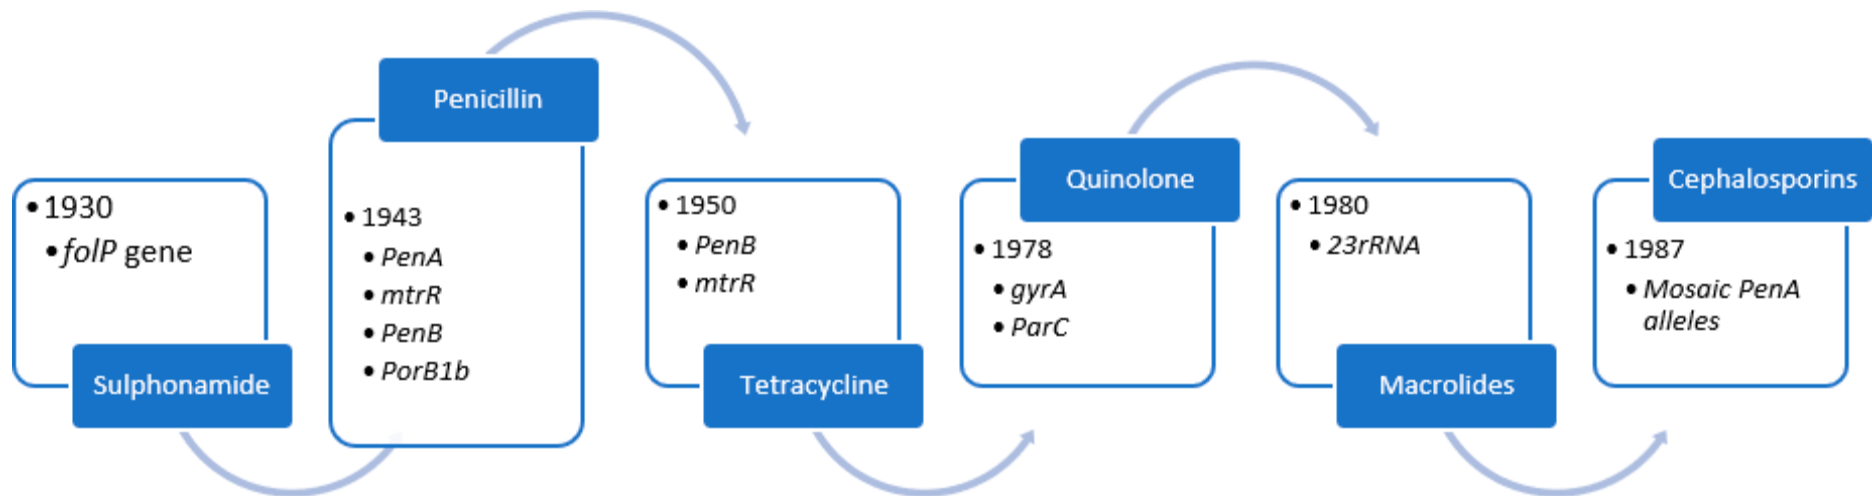 • 1930
• folP gene
Sulphonamide
Penicillin
• 1943
• PenA
• mtrR
• PenB
• PorB1b
• 1950
• PenB
• mtrR
Tetracycline
Quinolone
• 1978
• gyrA
• ParC
• 1980
• 23rRNA
Macrolides
Cephalosporins
• 1987
• Mosaic PenA
alleles